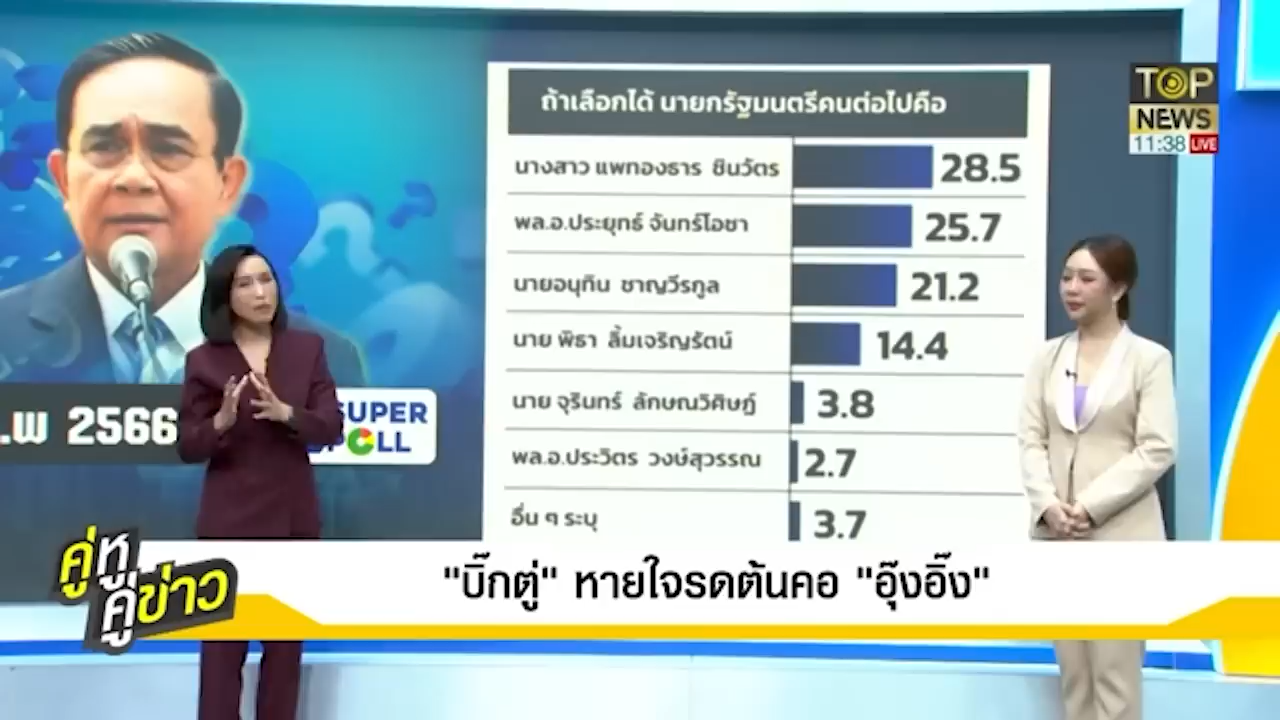 TOP
NEWS
11:38 LIVE
ถ้าเลือกได้ นายกรัฐมนตรีคนต่อไปคือ
นางสาว แพทองธาร ชินวัตร 28.5
พล.อ.ประยุทธ์ จันทร์โอชา 25.7
นายอนุทิน ชาญวีรกูล 21.2
นาย พิธา ลิ้มเจริญรัตน์ 14.4
นาย จุรินทร์ ลักษณวิศิษฏ์ 3.8
พล.อ.ประวิตร วงษ์สุวรรณ 2.7
อื่น ๆ ระบุ 3.7
.พ 2566
SUPER
POLL
คู่หู
คู่ข่าว
"บิ๊กตู่" หายใจรดต้นคอ "อุ๊งอิ๊ง"